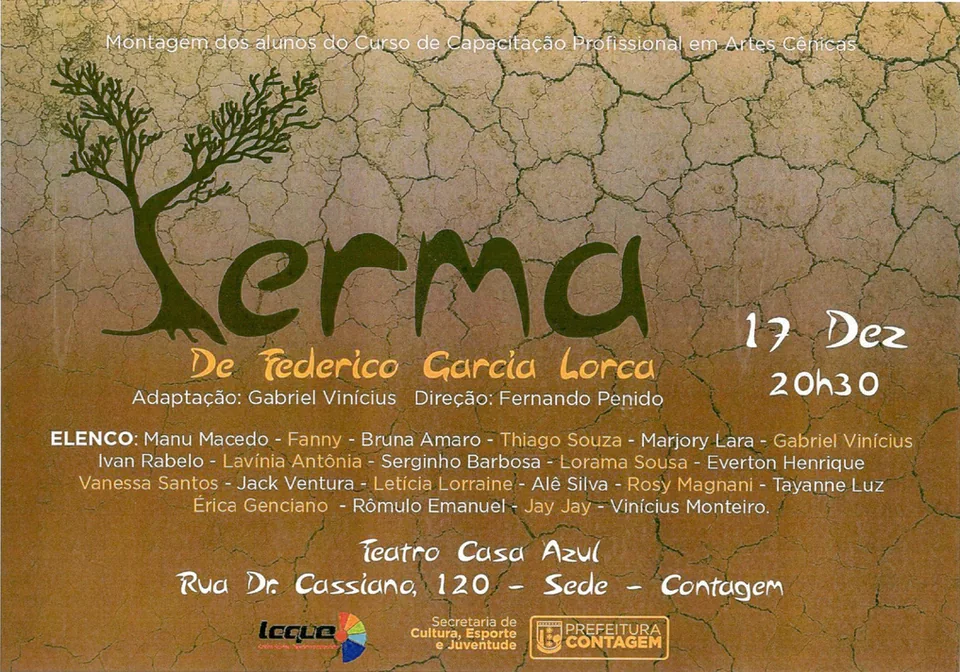 Montagem dos alunos do Curso de Capacitação Profissional em Artes Cênicas
Yerma
De Federico Garcia Lorca
Adaptação: Gabriel Vinícius Direção: Fernando Penido
17 Dez
20h30
ELENCO: Manu Macedo - Fanny - Bruna Amaro - Thiago Souza - Marjory Lara - Gabriel Vinícius
Ivan Rabelo - Lavínia Antônia - Serginho Barbosa - Lorama Sousa - Everton Henrique
Vanessa Santos - Jack Ventura - Letícia Lorraine - Alê Silva - Rosy Magnani - Tayanne Luz
Érica Genciano - Rômulo Emanuel - Jay Jay - Vinícius Monteiro.
Teatro Casa Azul
Rua Dr. Cassiano, 120 - Sede - Contagem
Leque
Secretaria de
Cultura, Esporte
e Juventude
PREFEITURA
CONTAGEM